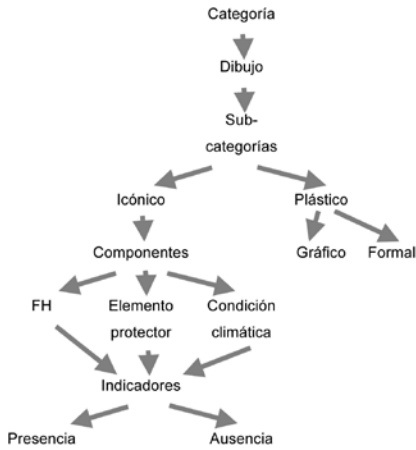 Categoría
Dibujo
Sub-
categorías
Icónico Plástico
Componentes Gráfico Formal
FH Elemento Condición
protector climática
Indicadores
Presencia Ausencia